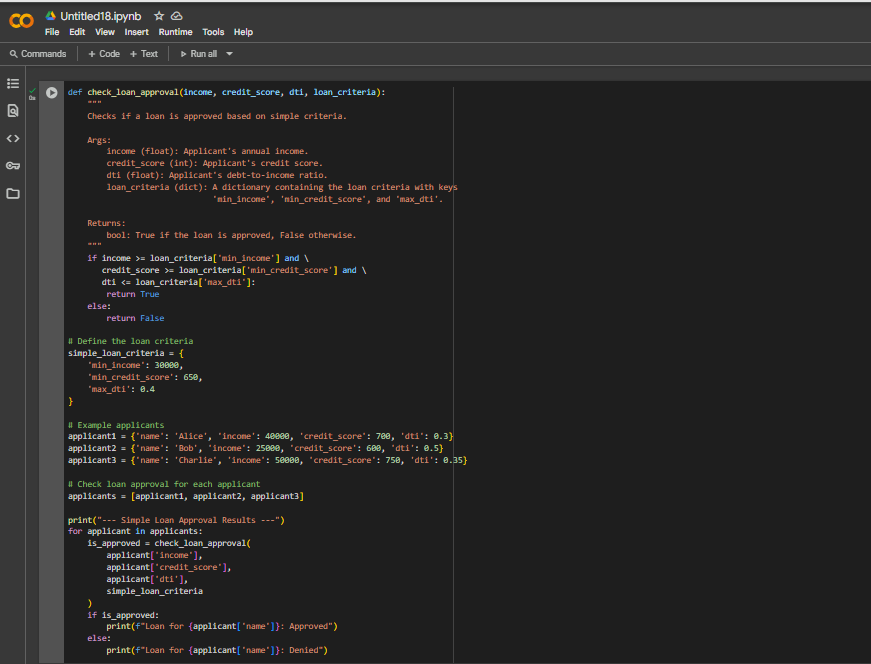 Untitled18.ipynb
File Edit View Insert Runtime Tools Help
Commands + Code + Text Run all
0s
def check_loan_approval(income, credit_score, dti, loan_criteria):
    """
    Checks if a loan is approved based on simple criteria.

    Args:
        income (float): Applicant's annual income.
        credit_score (int): Applicant's credit score.
        dti (float): Applicant's debt-to-income ratio.
        loan_criteria (dict): A dictionary containing the loan criteria with keys
                              'min_income', 'min_credit_score', and 'max_dti'.

    Returns:
        bool: True if the loan is approved, False otherwise.
    """
    if income >= loan_criteria['min_income'] and \
       credit_score >= loan_criteria['min_credit_score'] and \
       dti <= loan_criteria['max_dti']:
        return True
    else:
        return False

# Define the loan criteria
simple_loan_criteria = {
    'min_income': 30000,
    'min_credit_score': 650,
    'max_dti': 0.4
}

# Example applicants
applicant1 = {'name': 'Alice', 'income': 40000, 'credit_score': 700, 'dti': 0.3}
applicant2 = {'name': 'Bob', 'income': 25000, 'credit_score': 600, 'dti': 0.5}
applicant3 = {'name': 'Charlie', 'income': 50000, 'credit_score': 750, 'dti': 0.35}

# Check loan approval for each applicant
applicants = [applicant1, applicant2, applicant3]

print("--- Simple Loan Approval Results ---")
for applicant in applicants:
    is_approved = check_loan_approval(
        applicant['income'],
        applicant['credit_score'],
        applicant['dti'],
        simple_loan_criteria
    )
    if is_approved:
        print(f"Loan for {applicant['name']}: Approved")
    else:
        print(f"Loan for {applicant['name']}: Denied")